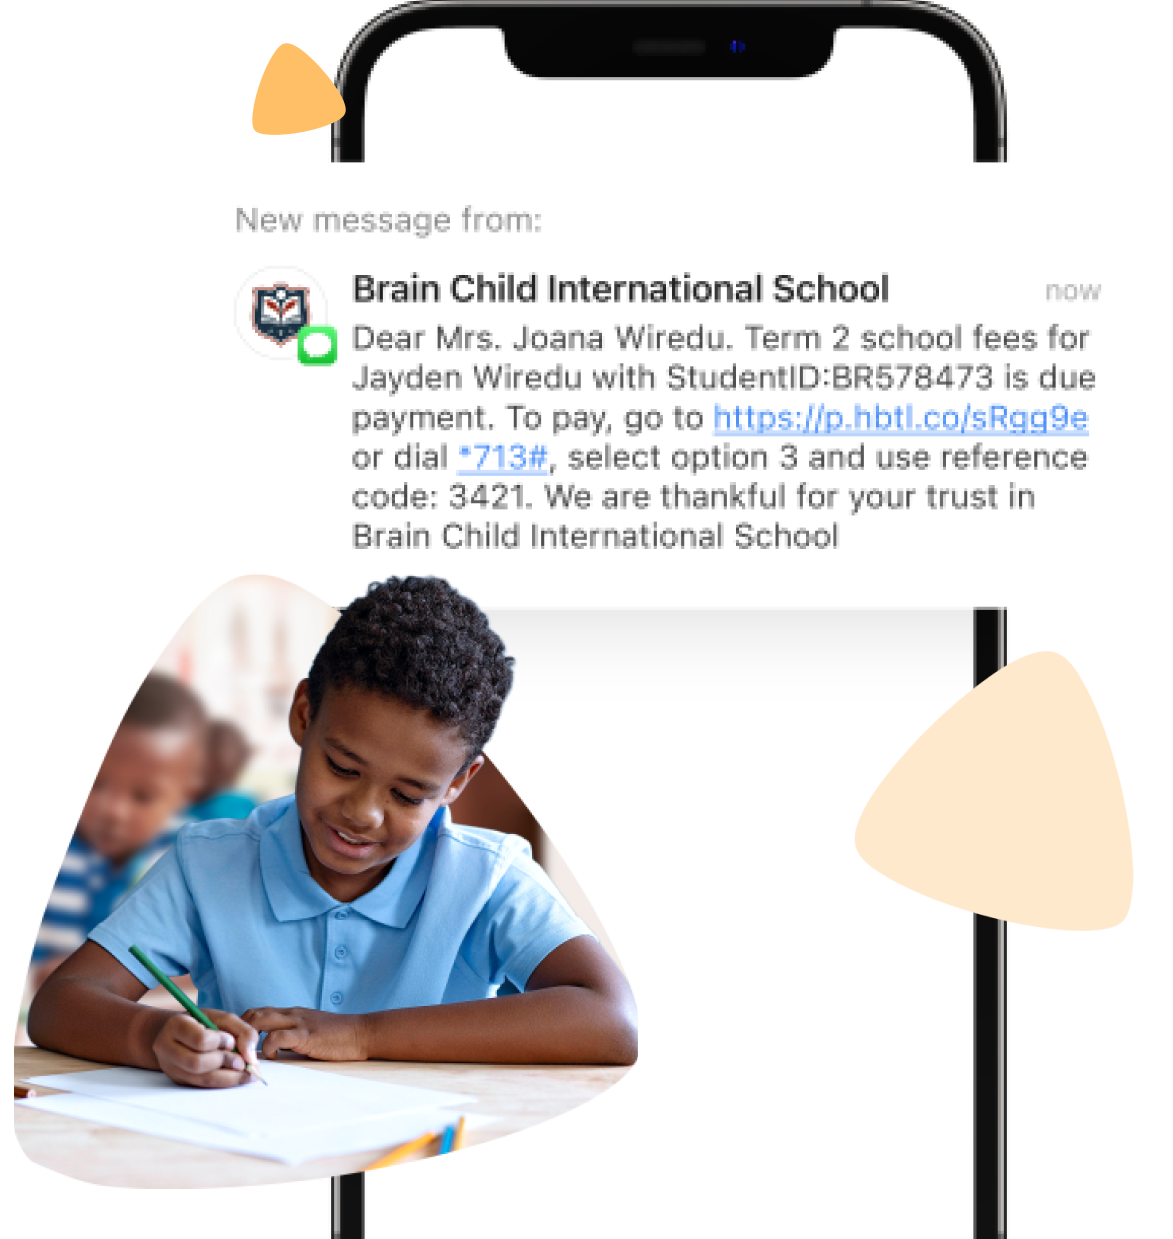 New message from:
Brain Child International School
now
Dear Mrs. Joana Wiredu. Term 2 school fees for
Jayden Wiredu with StudentID:BR578473 is due
payment. To pay, go to https://p.hbtl.co/sRgg9e
or dial *713#, select option 3 and use reference
code: 3421. We are thankful for your trust in
Brain Child International School